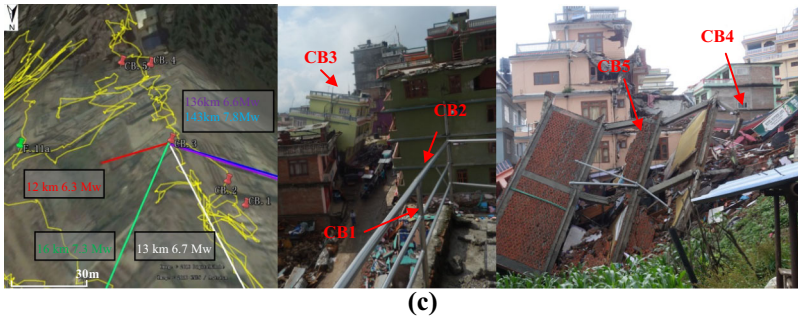 N
CB. 5
CB. 4
136km 6.6Mw
142km 7.8Mw
CB. 3
12 km 6.3 Mw
CB. 2
CB. 1
13 km 6.7 Mw
30m
CB3
CB2
CB1
CB5
CB4
(c)